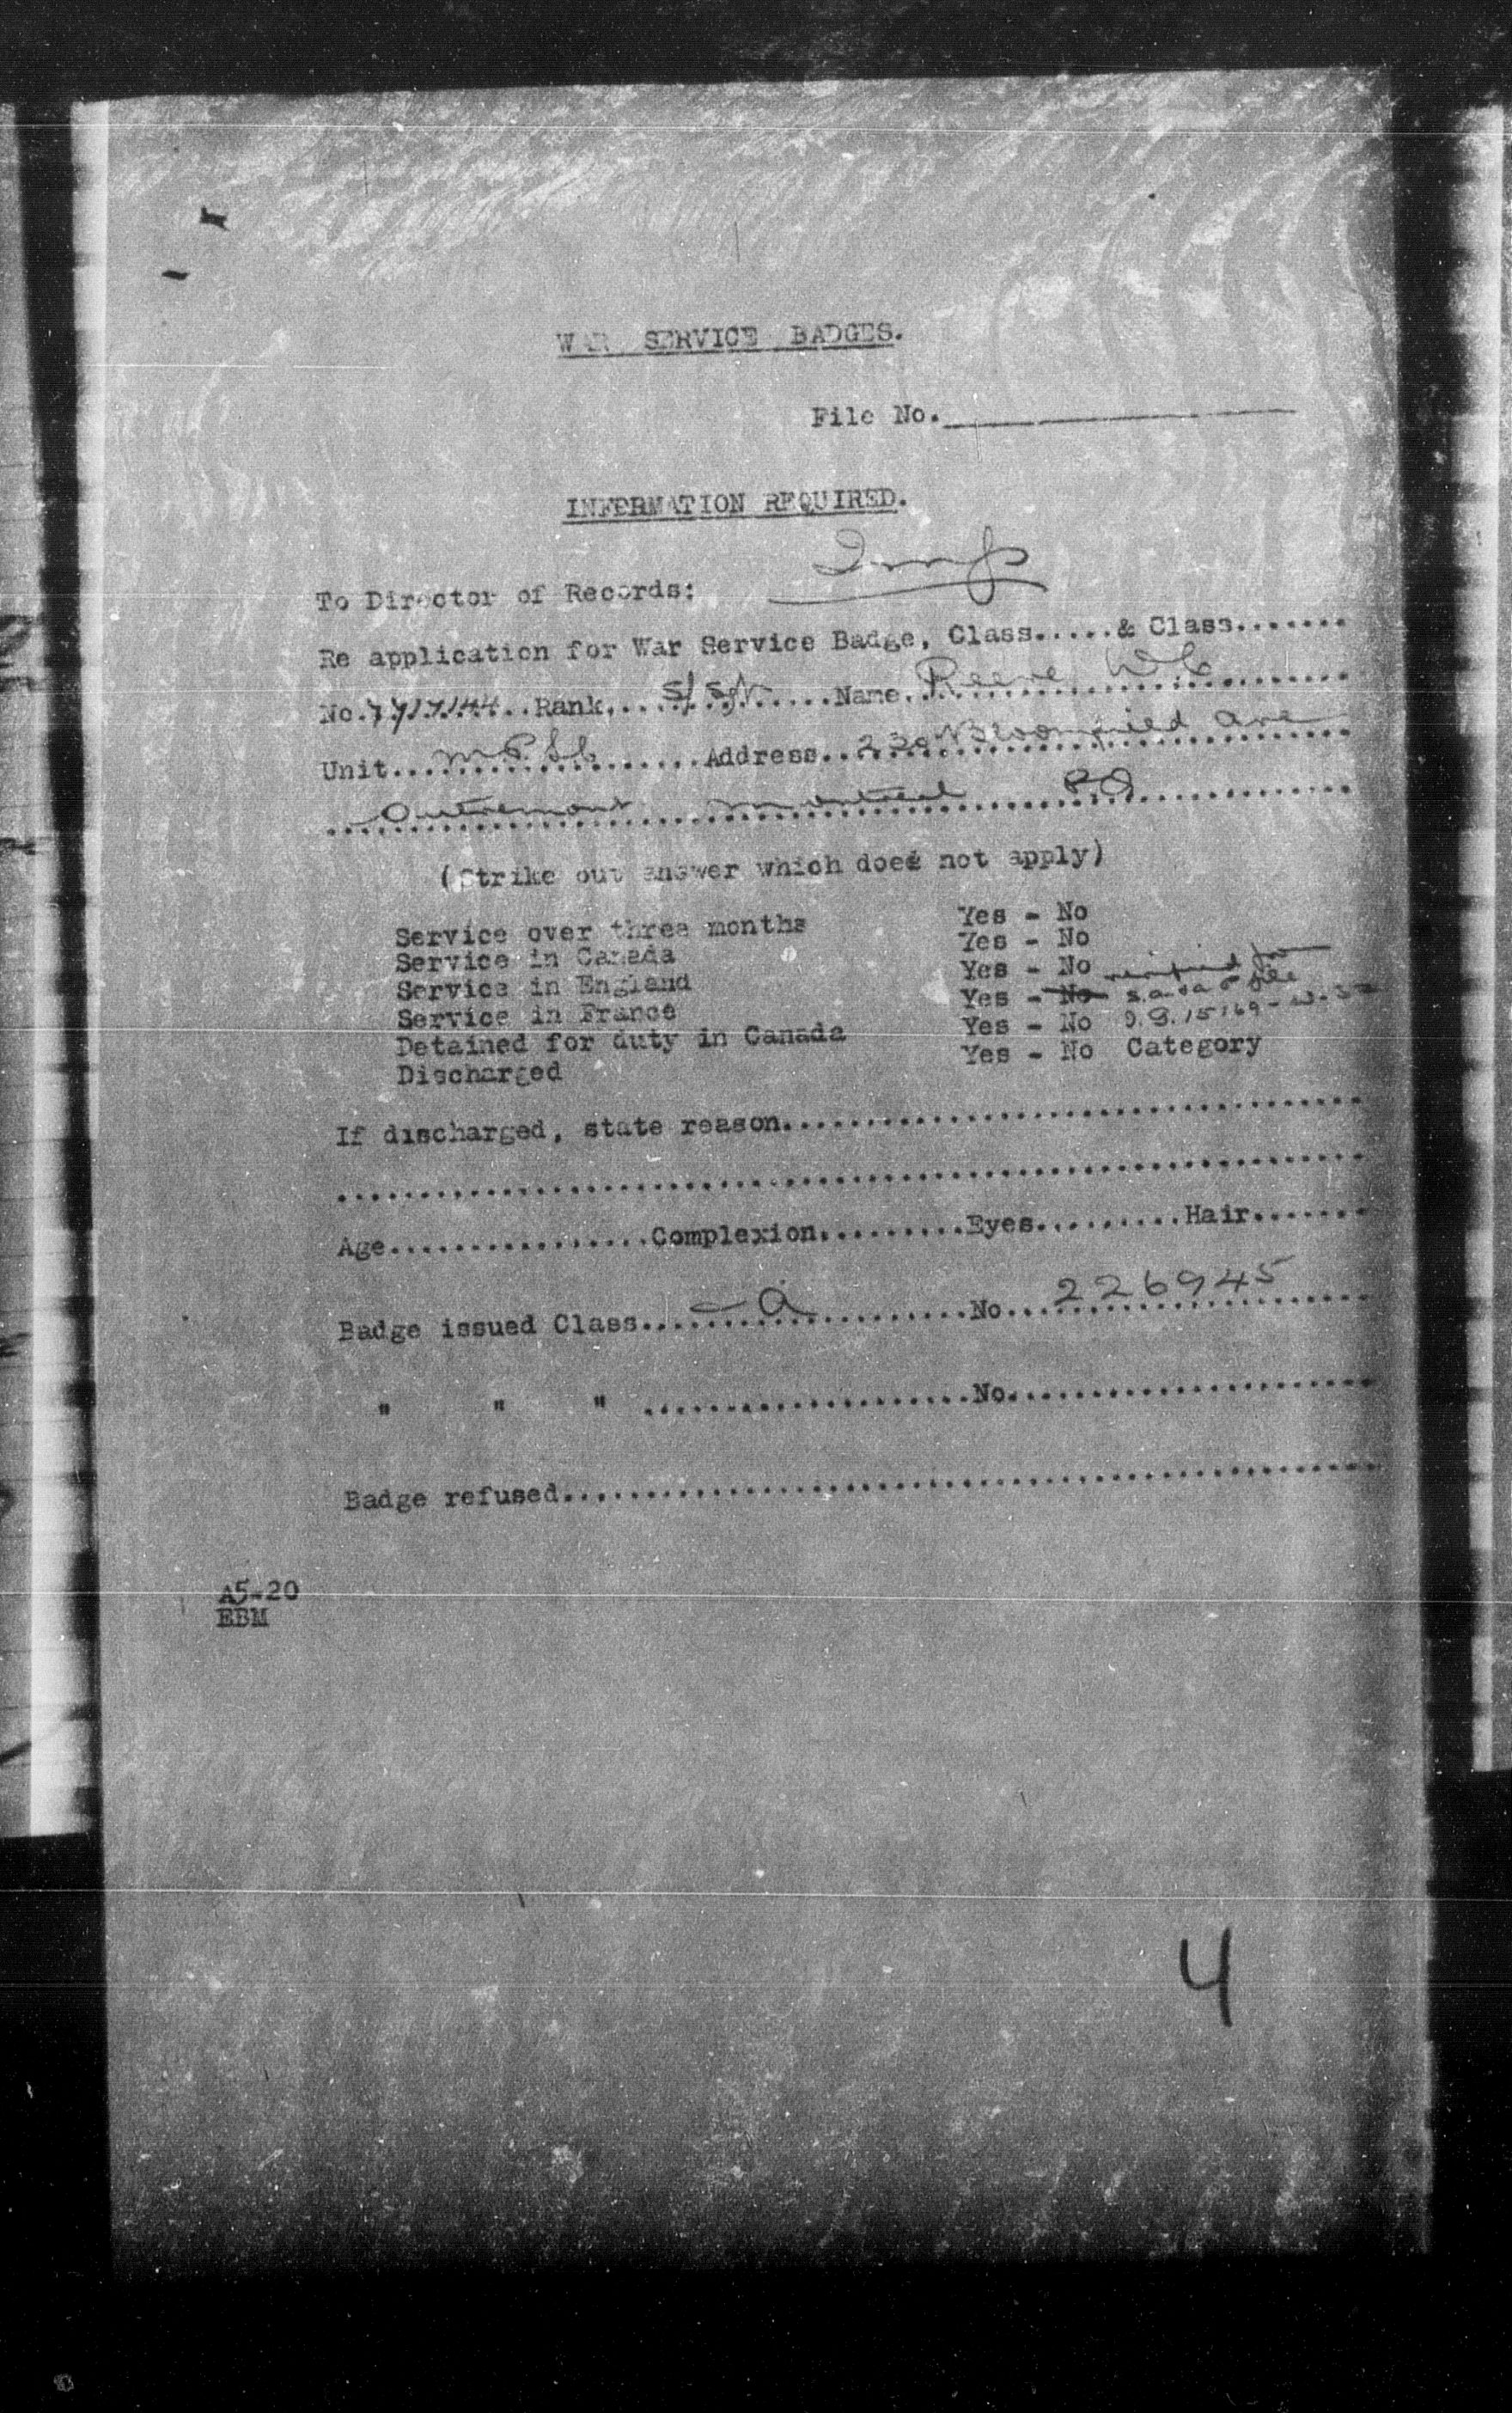 WAR SERVICE BADGES.
File No.
INFORMATION REQUIRED.
To Director of Records:
Re application for War Service Badge, Class.....& Class.......
No. Rank.....S/Sgt.....Name.Reeve W C
Unit..................Address..230 Bloomfield Ave
Outremont Montreal P.Q
(Strike out answer which does not apply)
Service over three months Yes - No
Service in Canada Yes - No
Service in England Yes - No
Service in France Yes - No
Detained for duty in Canada Yes - No
Discharged Yes - No Category
If discharged, state reason..................................
..............................................................
Age................Complexion.........Eyes.........Hair.......
Badge issued Class.....A..........No....226945
" " " ....................No......................
Badge refused..................................................
A5-20
EBM
4